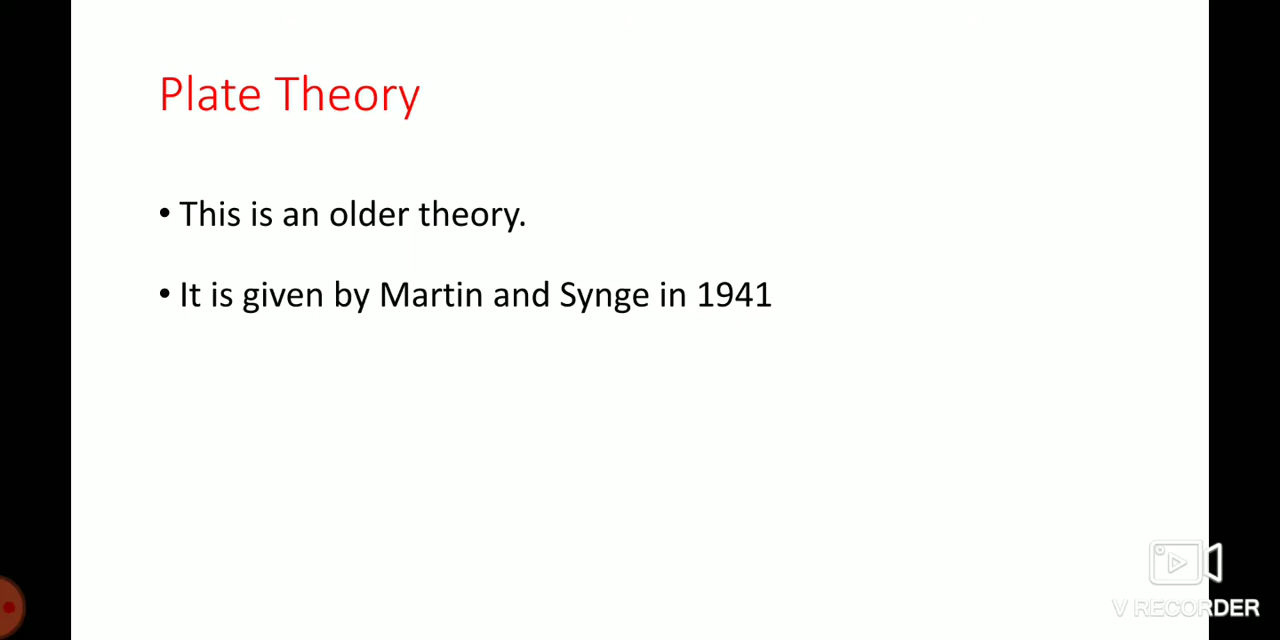 Plate Theory
• This is an older theory.
• It is given by Martin and Synge in 1941
V RECORDER